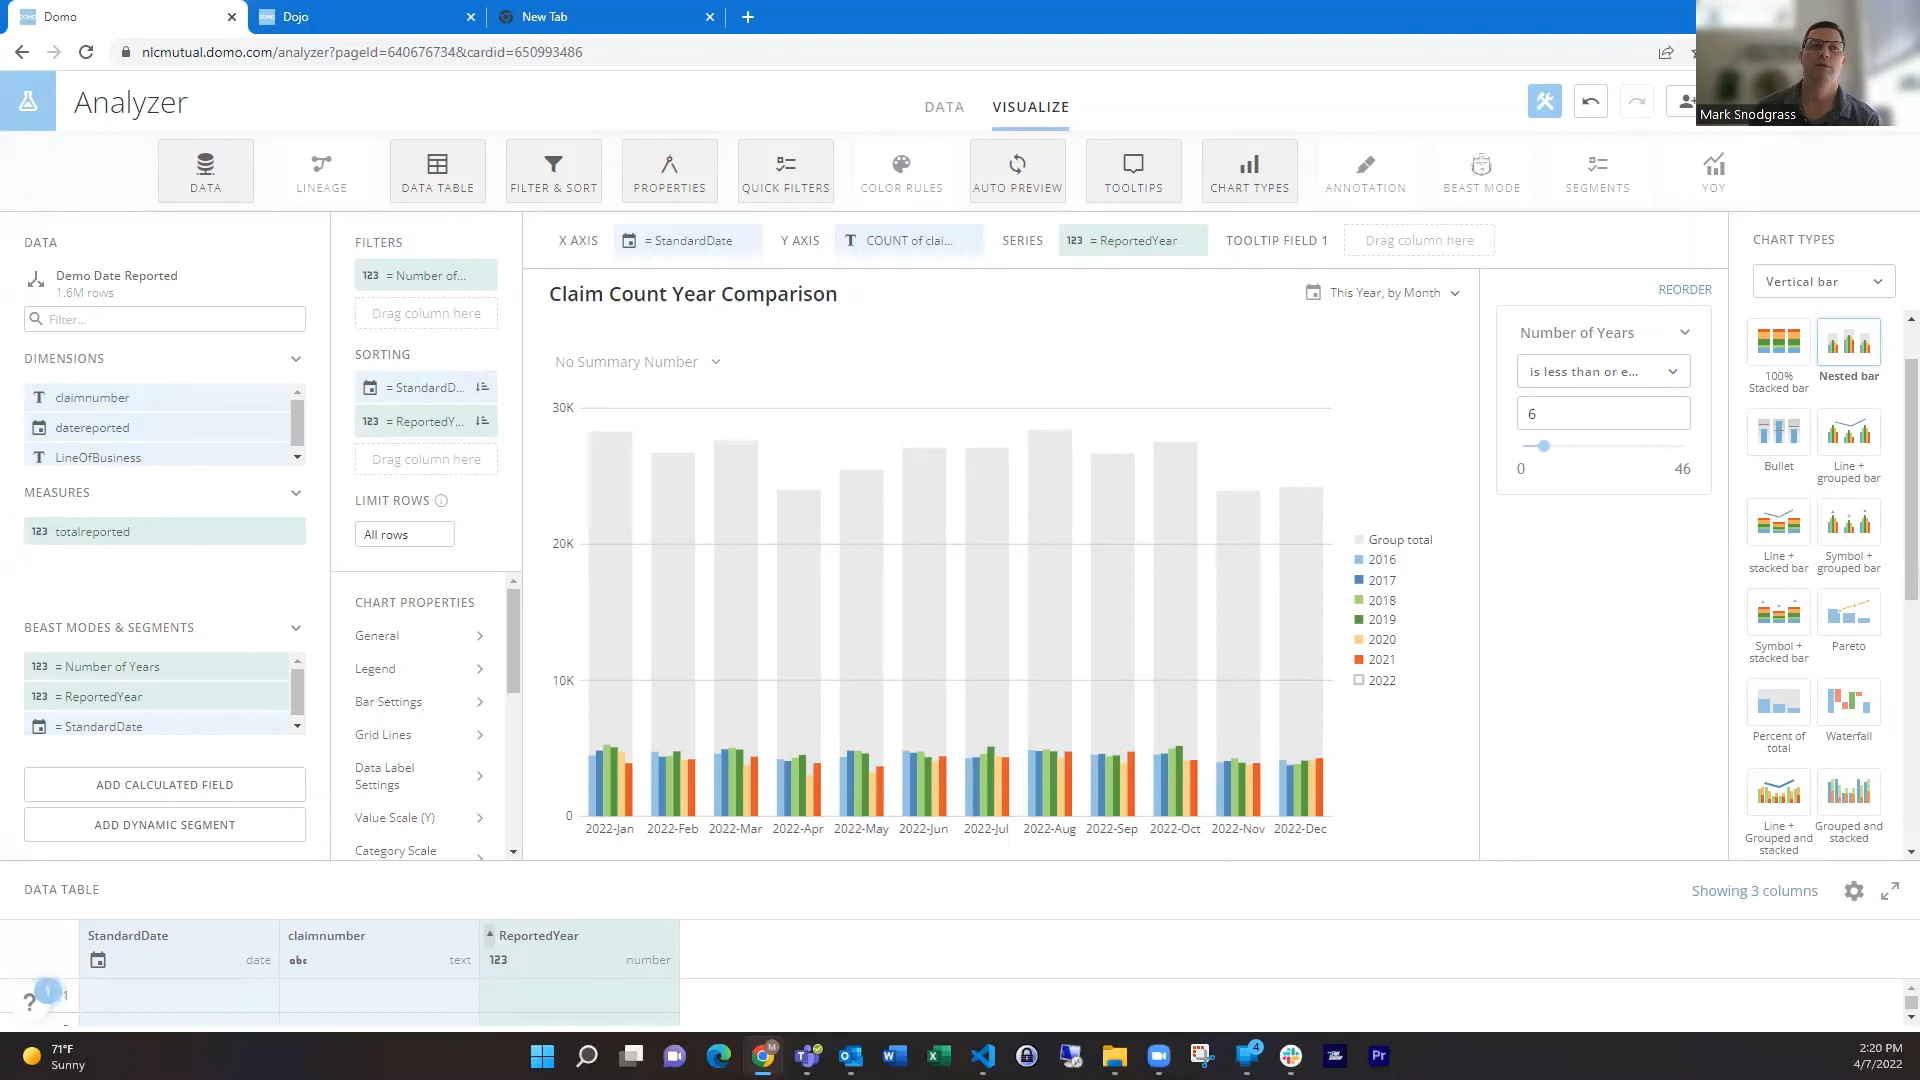 Domo
Dojo
New Tab
nlcmutual.domo.com/analyzer?pageId=640676734&cardid=650993486
Mark Snodgrass
Analyzer
DATA
VISUALIZE
DATA
LINEAGE
DATA TABLE
FILTER & SORT
PROPERTIES
QUICK FILTERS
COLOR RULES
AUTO PREVIEW
TOOLTIPS
CHART TYPES
ANNOTATION
BEAST MODE
SEGMENTS
YOY
DATA
Demo Date Reported
1.6M rows
Filter...
DIMENSIONS
T claimnumber
datereported
T LineOfBusiness
MEASURES
123 totalreported
BEAST MODES & SEGMENTS
123 = Number of Years
123 = ReportedYear
= StandardDate
ADD CALCULATED FIELD
ADD DYNAMIC SEGMENT
FILTERS
123 = Number of...
Drag column here
SORTING
= StandardD...
123 = ReportedY...
Drag column here
LIMIT ROWS
All rows
CHART PROPERTIES
General
Legend
Bar Settings
Grid Lines
Data Label
Settings
Value Scale (Y)
Category Scale
X AXIS
= StandardDate
Y AXIS
T COUNT of clai...
SERIES
123 = ReportedYear
TOOLTIP FIELD 1
Drag column here
Claim Count Year Comparison
This Year, by Month
No Summary Number
30K
20K
10K
0
2022-Jan
2022-Feb
2022-Mar
2022-Apr
2022-May
2022-Jun
2022-Jul
2022-Aug
2022-Sep
2022-Oct
2022-Nov
2022-Dec
Group total
2016
2017
2018
2019
2020
2021
2022
REORDER
Number of Years
is less than or e...
6
0
46
CHART TYPES
Vertical bar
100%
Stacked bar
Nested bar
Bullet
Line +
grouped bar
Line +
stacked bar
Symbol +
grouped bar
Symbol +
stacked bar
Pareto
Percent of
total
Waterfall
Line +
Grouped and
stacked
Grouped and
stacked
DATA TABLE
Showing 3 columns
StandardDate
date
claimnumber
abc
text
ReportedYear
123
number
?
1
1
71°F
Sunny
M
4
Pr
2:20 PM
4/7/2022